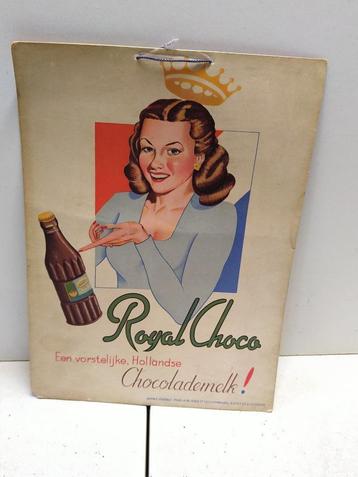 Royal Choco
Een vorstelijke, Hollandse
Chocolademelk!